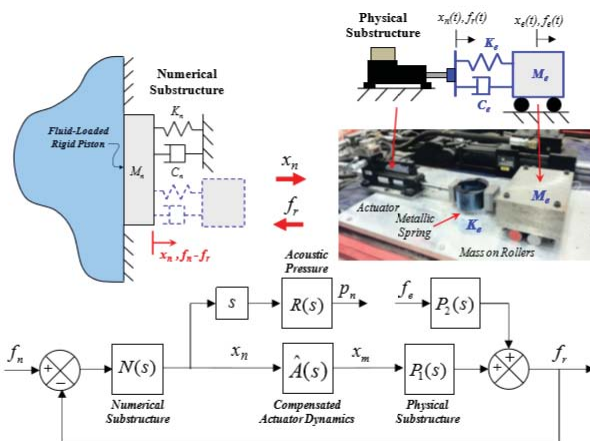 Physical
Substructure
x_n(t), f_r(t)
x_e(t), f_e(t)
K_e
M_e
C_e
Numerical
Substructure
K_n
Fluid-Loaded
Rigid Piston
M_n
C_n
x_n
f_r
x_n , f_n - f_r
Actuator
Metallic
Spring
K_e
M_e
Mass on Rollers
Acoustic
Pressure
s
R(s)
p_n
f_e
P_2(s)
f_n
+
−
N(s)
x_n
Â(s)
x_m
P_1(s)
+
+
f_r
Numerical
Substructure
Compensated
Actuator Dynamics
Physical
Substructure